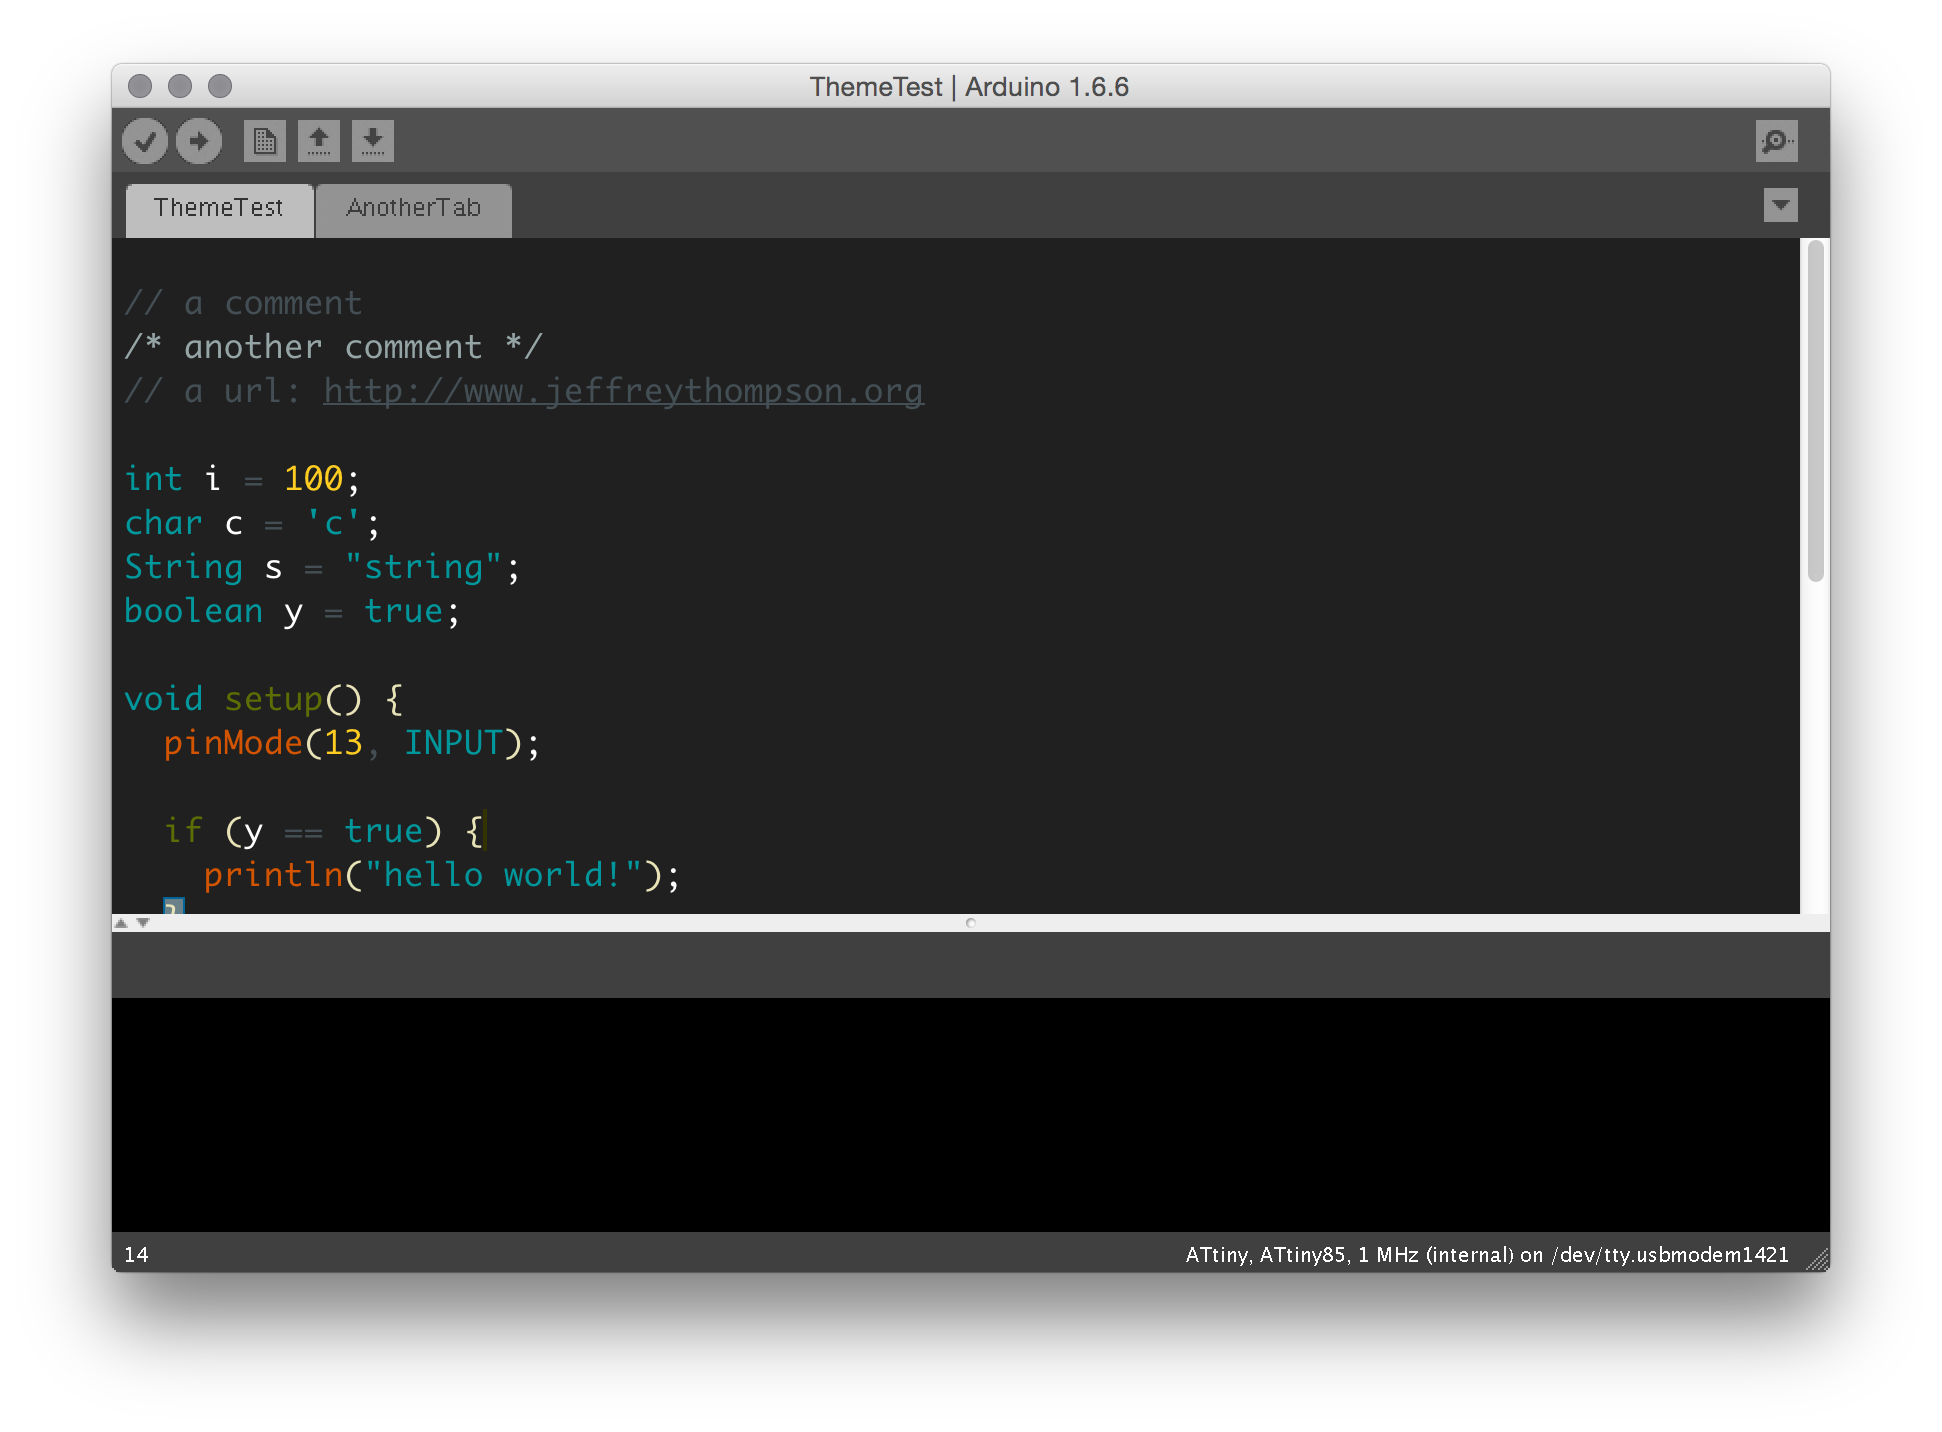 ThemeTest | Arduino 1.6.6
ThemeTest AnotherTab
// a comment
/* another comment */
// a url: http://www.jeffreythompson.org
int i = 100;
char c = 'c';
String s = "string";
boolean y = true;
void setup() {
  pinMode(13, INPUT);
  if (y == true) {
    println("hello world!");
  }
14 ATtiny, ATtiny85, 1 MHz (internal) on /dev/tty.usbmodem1421